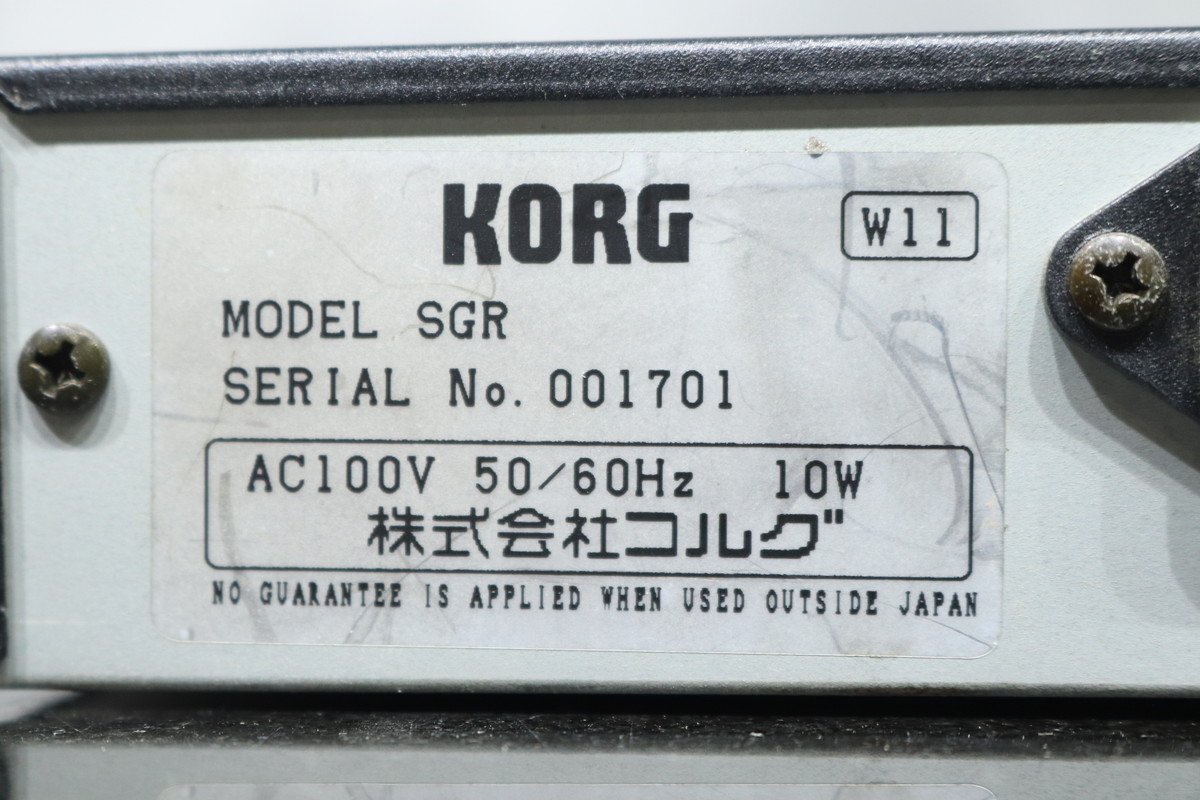 KORG
W11
MODEL SGR
SERIAL No. 001701
AC100V 50/60Hz 10W
株式会社コルグ
NO GUARANTEE IS APPLIED WHEN USED OUTSIDE JAPAN